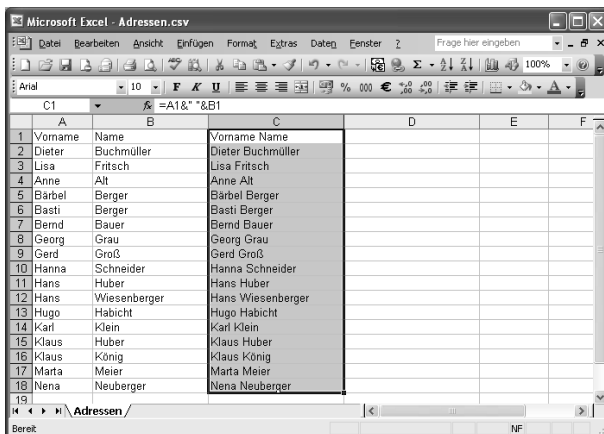 Microsoft Excel - Adressen.csv
Datei Bearbeiten Ansicht Einfügen Format Extras Daten Fenster ? Frage hier eingeben
100%
Arial 10 F K U % 000 €
C1 fx =A1&" "&B1
A B C D E F
1 Vorname Name Vorname Name
2 Dieter Buchmüller Dieter Buchmüller
3 Lisa Fritsch Lisa Fritsch
4 Anne Alt Anne Alt
5 Bärbel Berger Bärbel Berger
6 Basti Berger Basti Berger
7 Bernd Bauer Bernd Bauer
8 Georg Grau Georg Grau
9 Gerd Groß Gerd Groß
10 Hanna Schneider Hanna Schneider
11 Hans Huber Hans Huber
12 Hans Wiesenberger Hans Wiesenberger
13 Hugo Habicht Hugo Habicht
14 Karl Klein Karl Klein
15 Klaus Huber Klaus Huber
16 Klaus König Klaus König
17 Marta Meier Marta Meier
18 Nena Neuberger Nena Neuberger
19
Adressen
Bereit NF